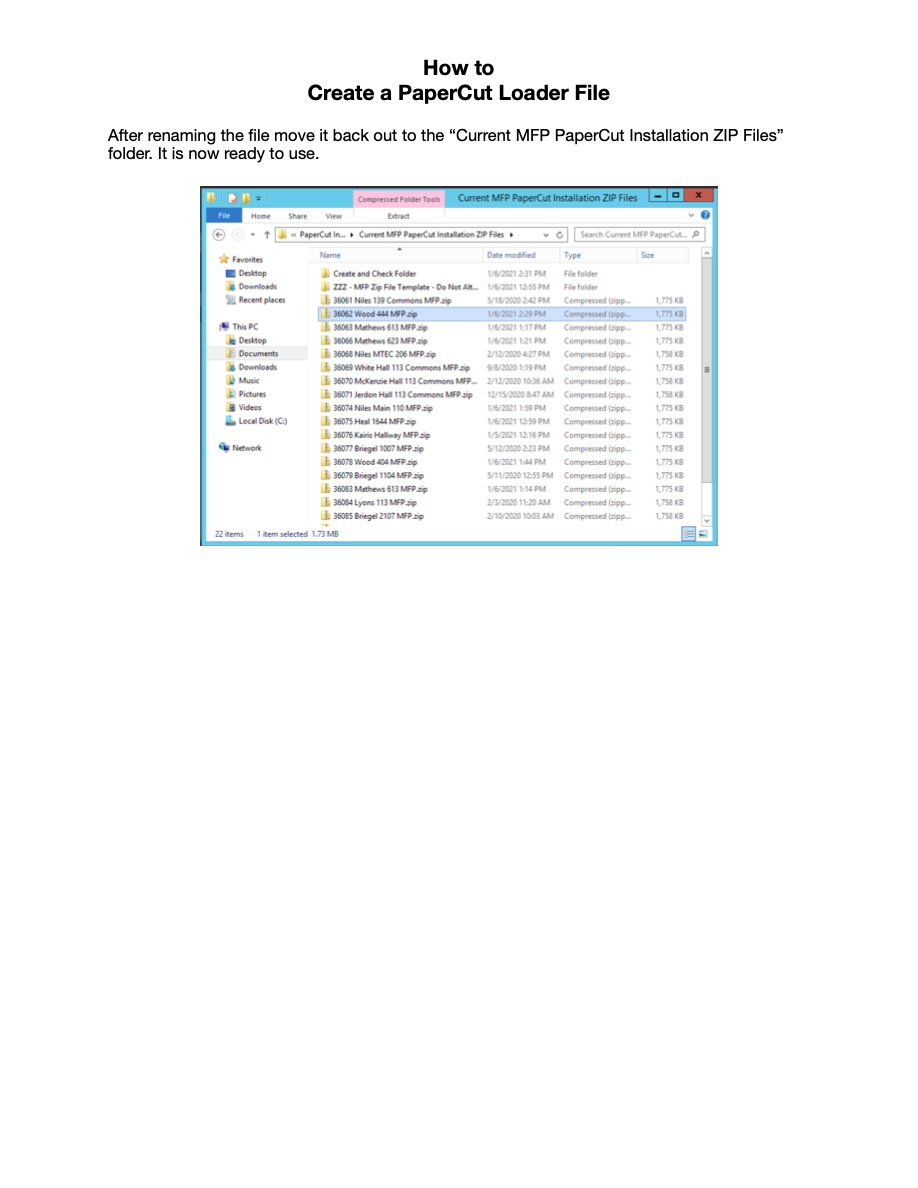 How to
Create a PaperCut Loader File
After renaming the file move it back out to the “Current MFP PaperCut Installation ZIP Files”
folder. It is now ready to use.
Compressed Folder Tools Current MFP PaperCut Installation ZIP Files
File Home Share View Extract
« PaperCut In... ▸ Current MFP PaperCut Installation ZIP Files ▸ Search Current MFP PaperCut...
Name Date modified Type Size
Favorites
Desktop
Downloads
Recent places
This PC
Desktop
Documents
Downloads
Music
Pictures
Videos
Local Disk (C:)
Network
Create and Check Folder 1/6/2021 2:31 PM File folder
ZZZ - MFP Zip File Template - Do Not Alt... 1/6/2021 12:55 PM File folder
36061 Niles 139 Commons MFP.zip 5/18/2020 2:42 PM Compressed (zipp... 1,775 KB
36062 Wood 444 MFP.zip 1/6/2021 2:29 PM Compressed (zipp... 1,775 KB
36063 Mathews 613 MFP.zip 1/6/2021 1:17 PM Compressed (zipp... 1,775 KB
36066 Mathews 623 MFP.zip 1/6/2021 1:21 PM Compressed (zipp... 1,775 KB
36068 Niles MTEC 206 MFP.zip 2/12/2020 4:27 PM Compressed (zipp... 1,758 KB
36069 White Hall 113 Commons MFP.zip 9/8/2020 1:19 PM Compressed (zipp... 1,775 KB
36070 McKenzie Hall 113 Commons MFP... 2/12/2020 10:36 AM Compressed (zipp... 1,758 KB
36071 Jerdon Hall 113 Commons MFP.zip 12/15/2020 8:47 AM Compressed (zipp... 1,758 KB
36074 Niles Main 110 MFP.zip 1/6/2021 1:59 PM Compressed (zipp... 1,775 KB
36075 Heal 1644 MFP.zip 1/6/2021 12:59 PM Compressed (zipp... 1,775 KB
36076 Kairis Hallway MFP.zip 1/5/2021 12:16 PM Compressed (zipp... 1,775 KB
36077 Briegel 1007 MFP.zip 5/12/2020 2:23 PM Compressed (zipp... 1,775 KB
36078 Wood 404 MFP.zip 1/6/2021 1:44 PM Compressed (zipp... 1,775 KB
36079 Briegel 1104 MFP.zip 5/11/2020 12:55 PM Compressed (zipp... 1,775 KB
36083 Mathews 613 MFP.zip 1/6/2021 1:14 PM Compressed (zipp... 1,775 KB
36084 Lyons 113 MFP.zip 2/3/2020 11:20 AM Compressed (zipp... 1,758 KB
36085 Briegel 2107 MFP.zip 2/10/2020 10:03 AM Compressed (zipp... 1,758 KB
22 items 1 item selected 1.73 MB